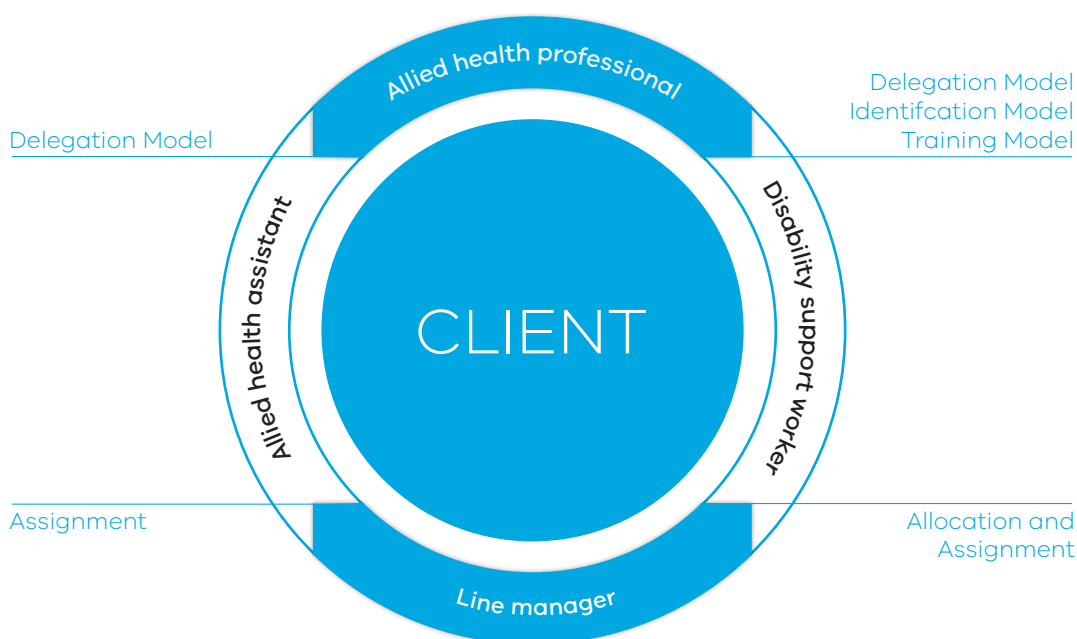 Allied health professional
Delegation Model
Identifcation Model
Training Model
Delegation Model
Allied health assistant
CLIENT
Disability support worker
Assignment
Allocation and
Assignment
Line manager